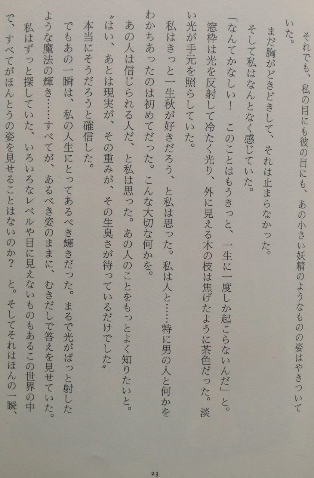 それでも、私の目にも彼の目にも、あの小さい妖精のようなものの姿はやきついて
いた。
まだ胸がどきどきして、それは止まらなかった。
そして私はなんとなく感じていた。
「なんてかなしい！　このことはもうきっと、一生に一度しか起こらないんだ」と。
窓枠は光を反射して冷たく光り、外に見える木の枝は焦げたように茶色だった。淡
い光が手元を照らしていた。
私はきっと一生秋が好きだろう、と私は思った。私は人と……特に男の人と何かを
わかちあったのは初めてだった。こんな大切な何かを。
あの人は信じられる人だ、と私は思った。あの人のことをもっとよく知りたいと。
〝はい、あとは現実が、その重みが、その生臭さが待っているだけでした〟
本当にそうだろうと確信した。
でもあの一瞬は、私の人生にとってあるべき輝きだった。まるで光がぱっと射した
ような魔法の輝き……すべてが、あるべき姿のままに、むきだしで答えを見せていた。
私はずっと探していた、いろいろなレベルや目に見えないものもあるこの世界の中
で、すべてがほんとうの姿を見せることはないのか？　と。そしてそれはほんの一瞬、
23